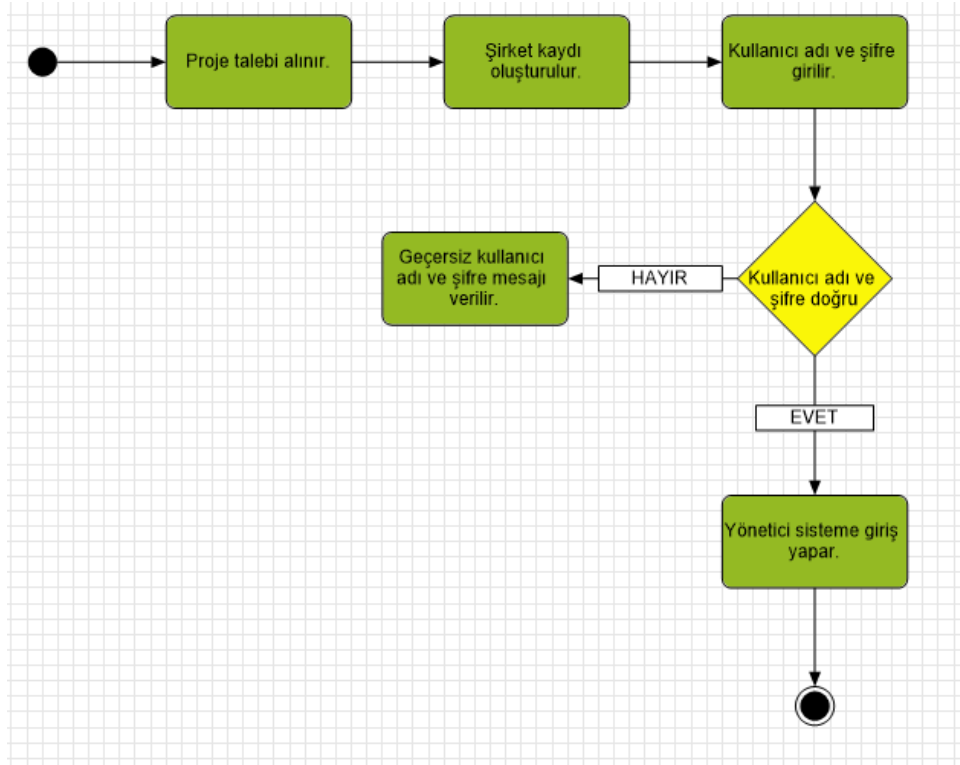 Proje talebi alınır.
Şirket kaydı
oluşturulur.
Kullanıcı adı ve şifre
girilir.
Geçersiz kullanıcı
adı ve şifre mesajı
verilir.
HAYIR
Kullanıcı adı ve
şifre doğru
EVET
Yönetici sisteme giriş
yapar.